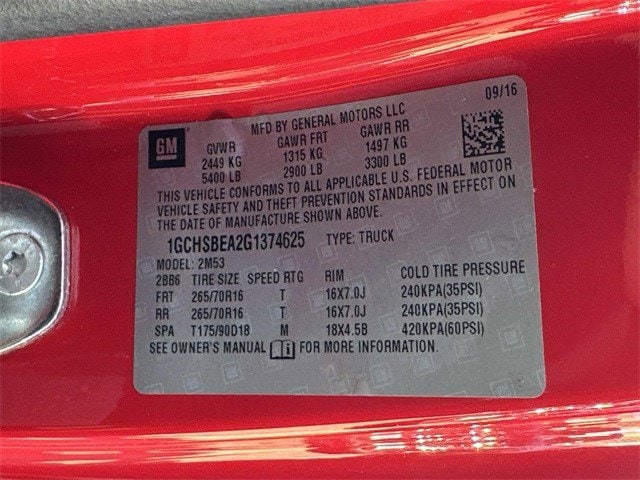 09/16
MFD BY GENERAL MOTORS LLC
GM
GVWR GAWR FRT GAWR RR
2449 KG 1315 KG 1497 KG
5400 LB 2900 LB 3300 LB
THIS VEHICLE CONFORMS TO ALL APPLICABLE U.S. FEDERAL MOTOR
VEHICLE SAFETY AND THEFT PREVENTION STANDARDS IN EFFECT ON
THE DATE OF MANUFACTURE SHOWN ABOVE.
1GCHSBEA2G1374625 TYPE: TRUCK
MODEL: 2M53
2BB6 TIRE SIZE SPEED RTG RIM COLD TIRE PRESSURE
FRT 265/70R16 T 16X7.0J 240KPA(35PSI)
RR 265/70R16 T 16X7.0J 240KPA(35PSI)
SPA T175/90D18 M 18X4.5B 420KPA(60PSI)
SEE OWNER'S MANUAL i FOR MORE INFORMATION.